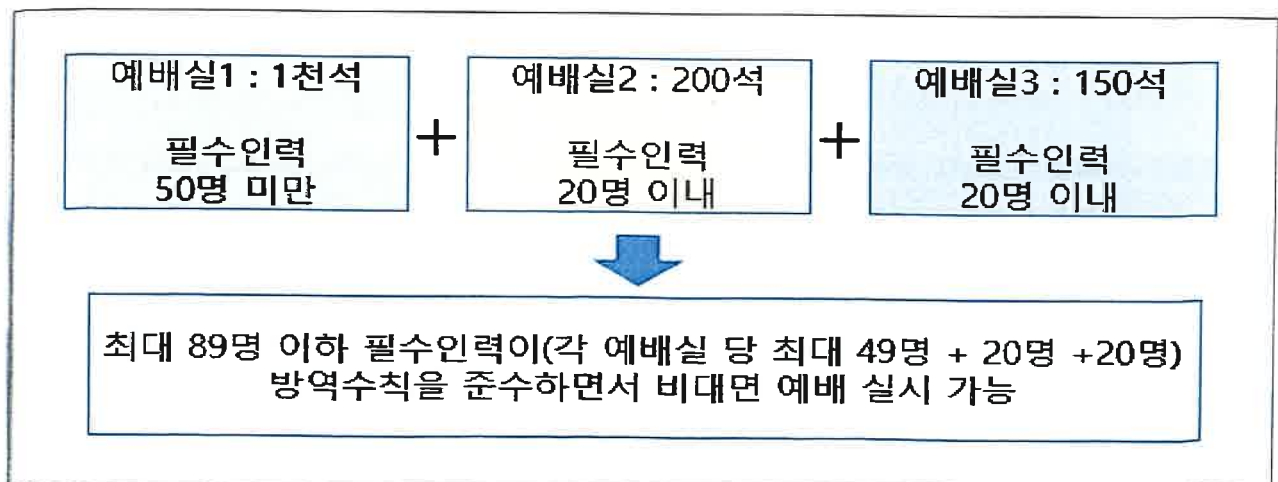 예배실1 : 1천석
필수인력
50명 미만
+
예배실2 : 200석
필수인력
20명 이내
+
예배실3 : 150석
필수인력
20명 이내
최대 89명 이하 필수인력이(각 예배실 당 최대 49명 + 20명 +20명)
방역수칙을 준수하면서 비대면 예배 실시 가능